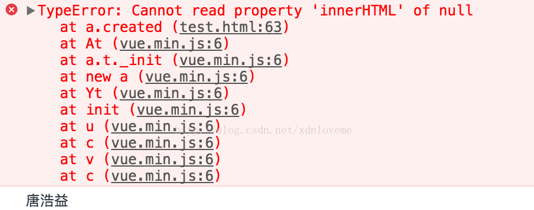 TypeError: Cannot read property 'innerHTML' of null
at a.created (test.html:63)
at At (vue.min.js:6)
at a.t._init (vue.min.js:6)
at new a (vue.min.js:6)
at Yt (vue.min.js:6)
at init (vue.min.js:6)
at u (vue.min.js:6)
at c (vue.min.js:6)
at v (vue.min.js:6)
at c (vue.min.js:6)
blog.csdn.net/xdnloveme
唐浩益